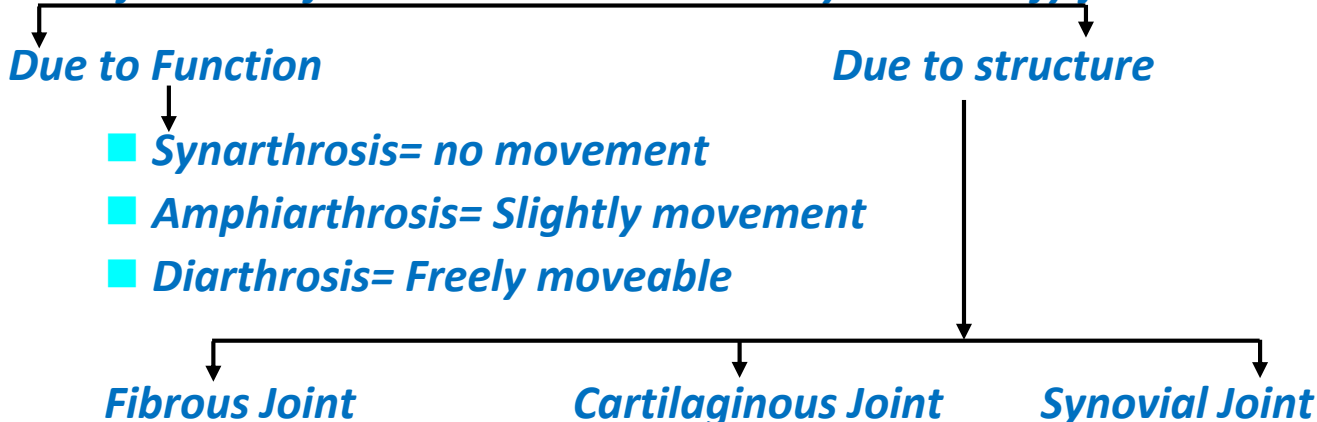 Due to Function Due to structure
Synarthrosis= no movement
Amphiarthrosis= Slightly movement
Diarthrosis= Freely moveable
Fibrous Joint Cartilaginous Joint Synovial Joint